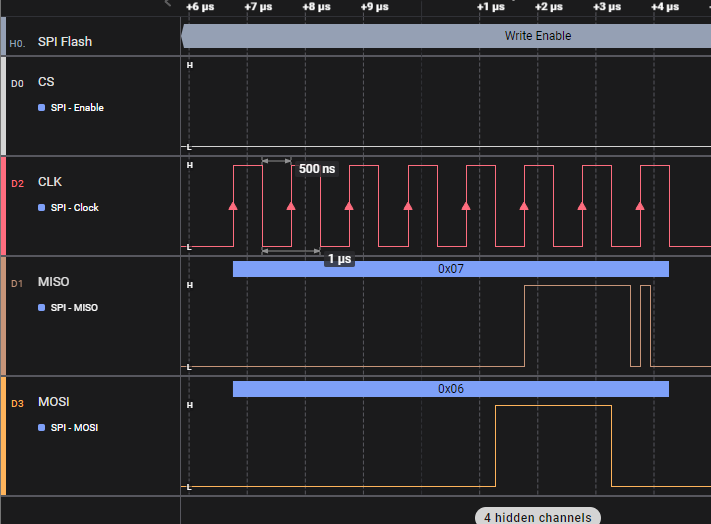 +6 µs +7 µs +8 µs +9 µs +1 µs +2 µs +3 µs +4 µs
H0. SPI Flash Write Enable
D0 CS H
SPI - Enable
L
D2 CLK H 500 ns
SPI - Clock
L
1 µs
0x07
D1 MISO H
SPI - MISO
L
0x06
D3 MOSI H
SPI - MOSI
L
4 hidden channels